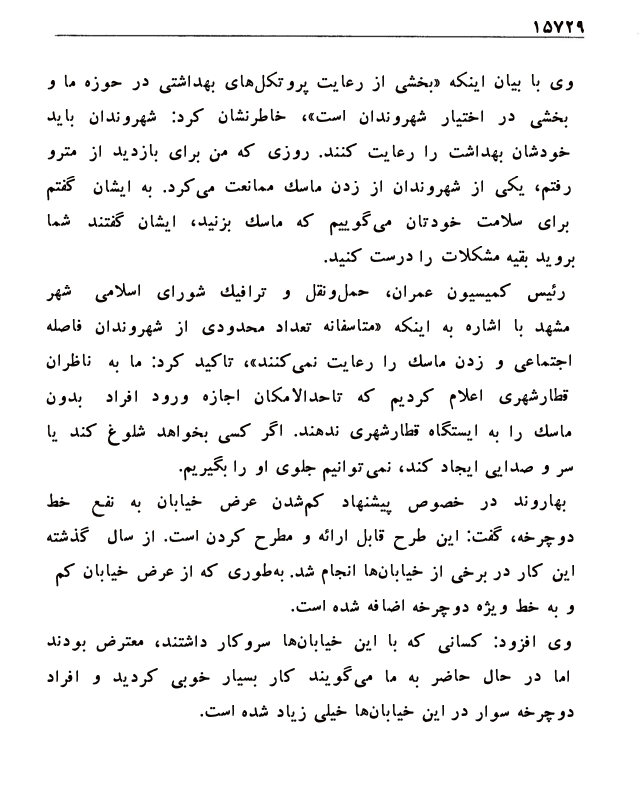 ۱۵۷۲۹
وی با بیان اینکه «بخشی از رعایت پروتکل‌های بهداشتی در حوزه ما و
بخشی در اختیار شهروندان است»، خاطرنشان کرد: شهروندان باید
خودشان بهداشت را رعایت کنند. روزی که من برای بازدید از مترو
رفتم، یکی از شهروندان از زدن ماسك ممانعت می‌کرد. به ایشان گفتم
برای سلامت خودتان می‌گوییم که ماسك بزنید، ایشان گفتند شما
بروید بقیه مشکلات را درست کنید.
رئیس کمیسیون عمران، حمل‌ونقل و ترافیك شورای اسلامی شهر
مشهد با اشاره به اینکه «متاسفانه تعداد محدودی از شهروندان فاصله
اجتماعی و زدن ماسك را رعایت نمی‌کنند»، تاکید کرد: ما به ناظران
قطارشهری اعلام کردیم که تاحدالامکان اجازه ورود افراد بدون
ماسك را به ایستگاه قطارشهری ندهند. اگر کسی بخواهد شلوغ کند یا
سر و صدایی ایجاد کند، نمی‌توانیم جلوی او را بگیریم.
بهاروند در خصوص پیشنهاد کم‌شدن عرض خیابان به نفع خط
دوچرخه، گفت: این طرح قابل ارائه و مطرح کردن است. از سال گذشته
این کار در برخی از خیابان‌ها انجام شد. به‌طوری که از عرض خیابان کم
و به خط ویژه دوچرخه اضافه شده است.
وی افزود: کسانی که با این خیابان‌ها سروکار داشتند، معترض بودند
اما در حال حاضر به ما می‌گویند کار بسیار خوبی کردید و افراد
دوچرخه سوار در این خیابان‌ها خیلی زیاد شده است.